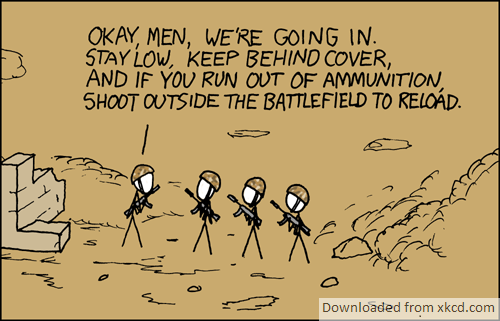 OKAY, MEN, WE'RE GOING IN.
STAY LOW, KEEP BEHIND COVER,
AND IF YOU RUN OUT OF AMMUNITION,
SHOOT OUTSIDE THE BATTLEFIELD TO RELOAD.
Downloaded from xkcd.com